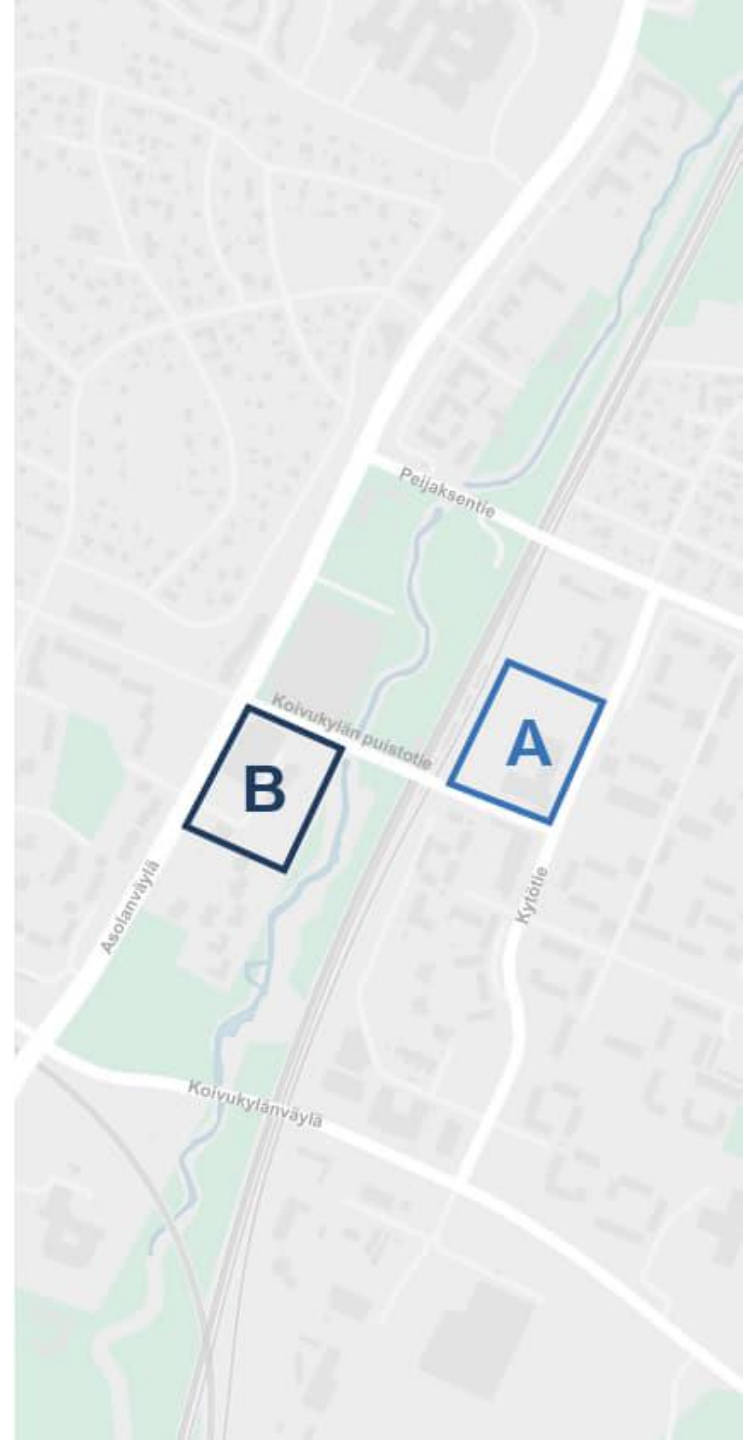 Peijaksentie
Koivukylän puistotie
A
B
Kytötie
Asolanväylä
Koivukylänväylä